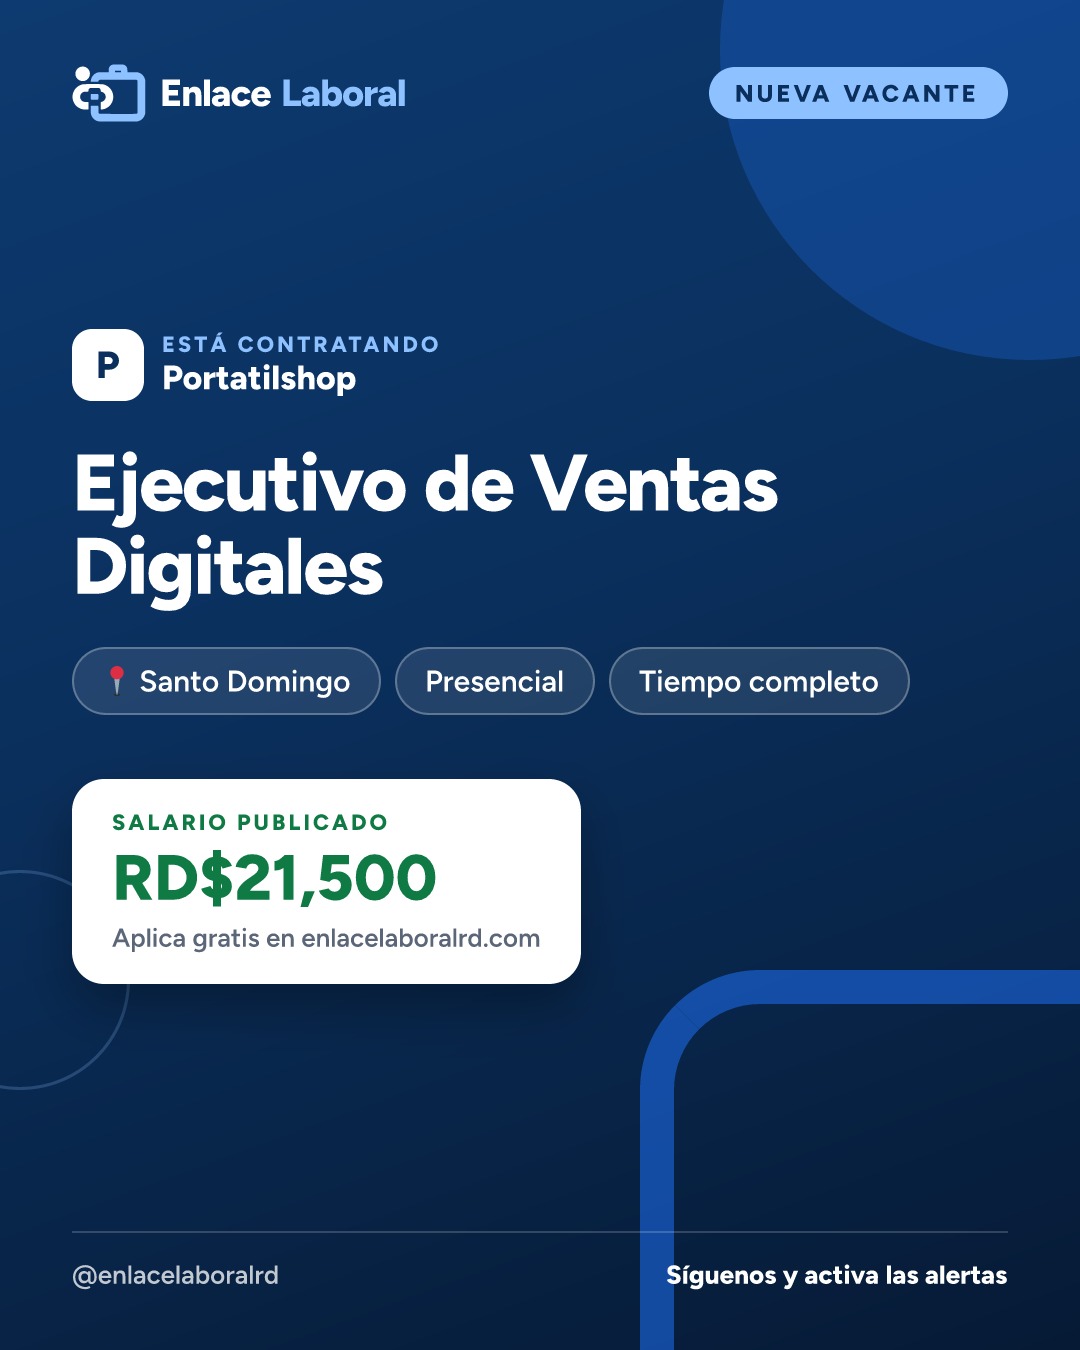 Enlace Laboral
NUEVA VACANTE
P
ESTÁ CONTRATANDO
Portatilshop
Ejecutivo de Ventas
Digitales
Santo Domingo
Presencial
Tiempo completo
SALARIO PUBLICADO
RD$21,500
Aplica gratis en enlacelaboralrd.com
@enlacelaboralrd
Síguenos y activa las alertas